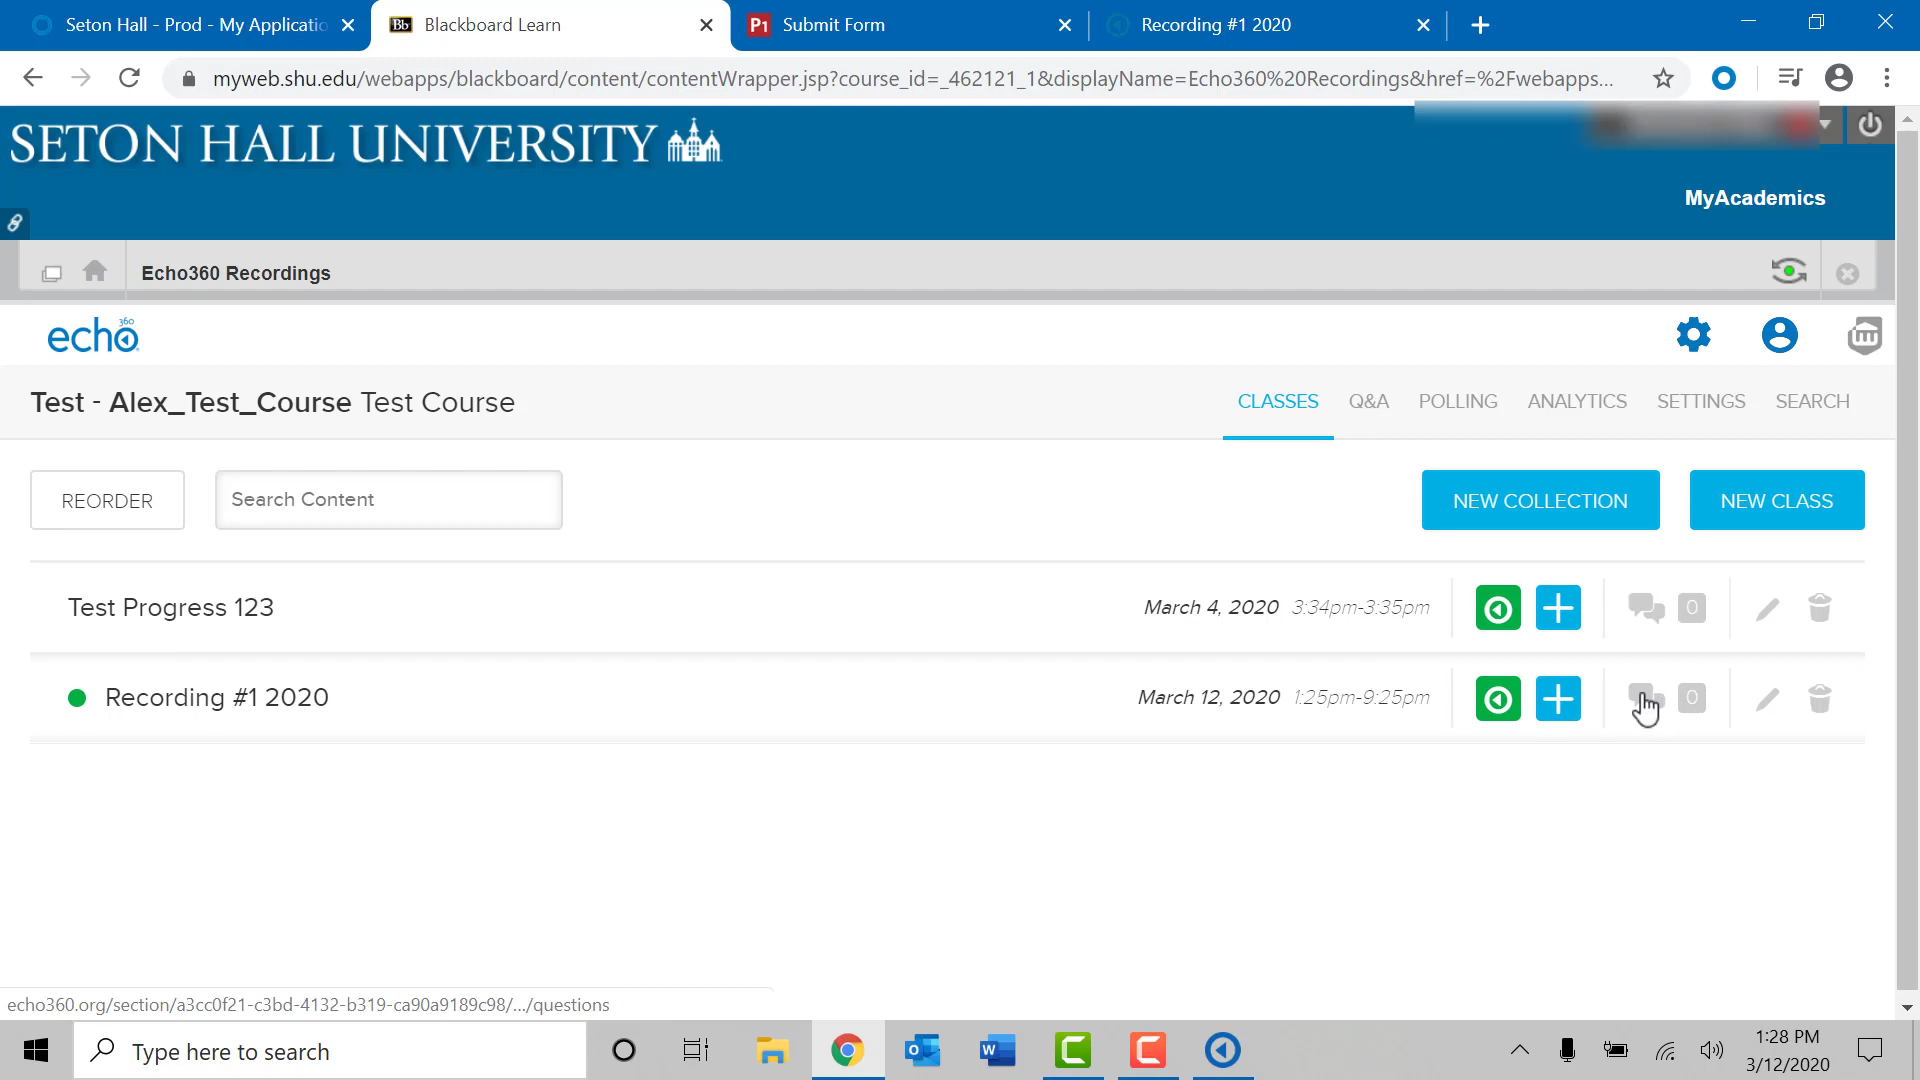 Seton Hall - Prod - My Applicatio
Bb Blackboard Learn
P1 Submit Form
Recording #1 2020
myweb.shu.edu/webapps/blackboard/content/contentWrapper.jsp?course_id=_462121_1&displayName=Echo360%20Recordings&href=%2Fwebapps...
SETON HALL UNIVERSITY
MyAcademics
Echo360 Recordings
echo360
Test - Alex_Test_Course Test Course
CLASSES Q&A POLLING ANALYTICS SETTINGS SEARCH
REORDER Search Content NEW COLLECTION NEW CLASS
Test Progress 123 March 4, 2020 3:34pm-3:35pm 0
Recording #1 2020 March 12, 2020 1:25pm-9:25pm 0
echo360.org/section/a3cc0f21-c3bd-4132-b319-ca90a9189c98/.../questions
Type here to search
1:28 PM
3/12/2020